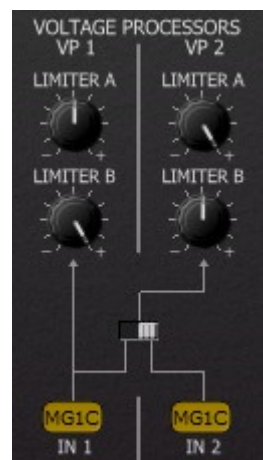 VOLTAGE PROCESSORS
VP 1 VP 2
LIMITER A LIMITER A
- +
- +
LIMITER B LIMITER B
- +
- +
MG1C MG1C
IN 1 IN 2